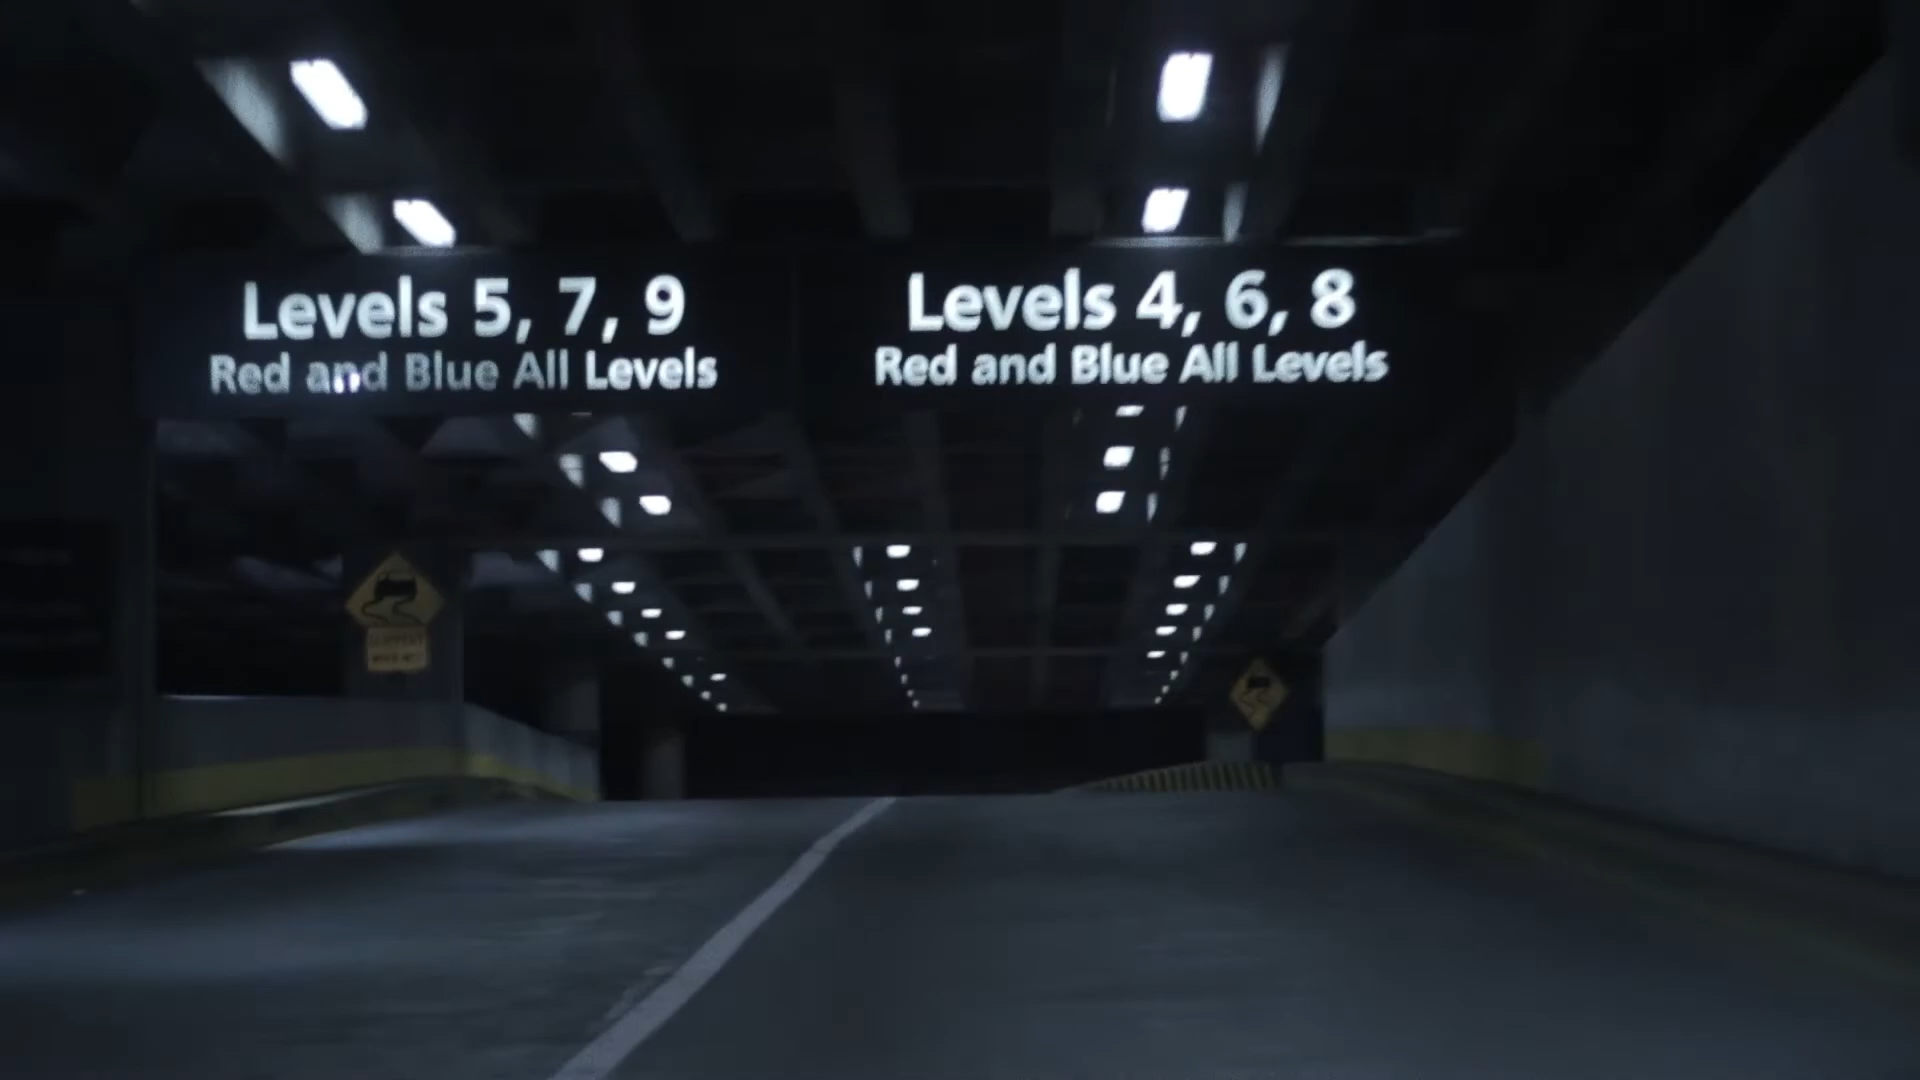 Levels 5, 7, 9
Red and Blue All Levels
Levels 4, 6, 8
Red and Blue All Levels